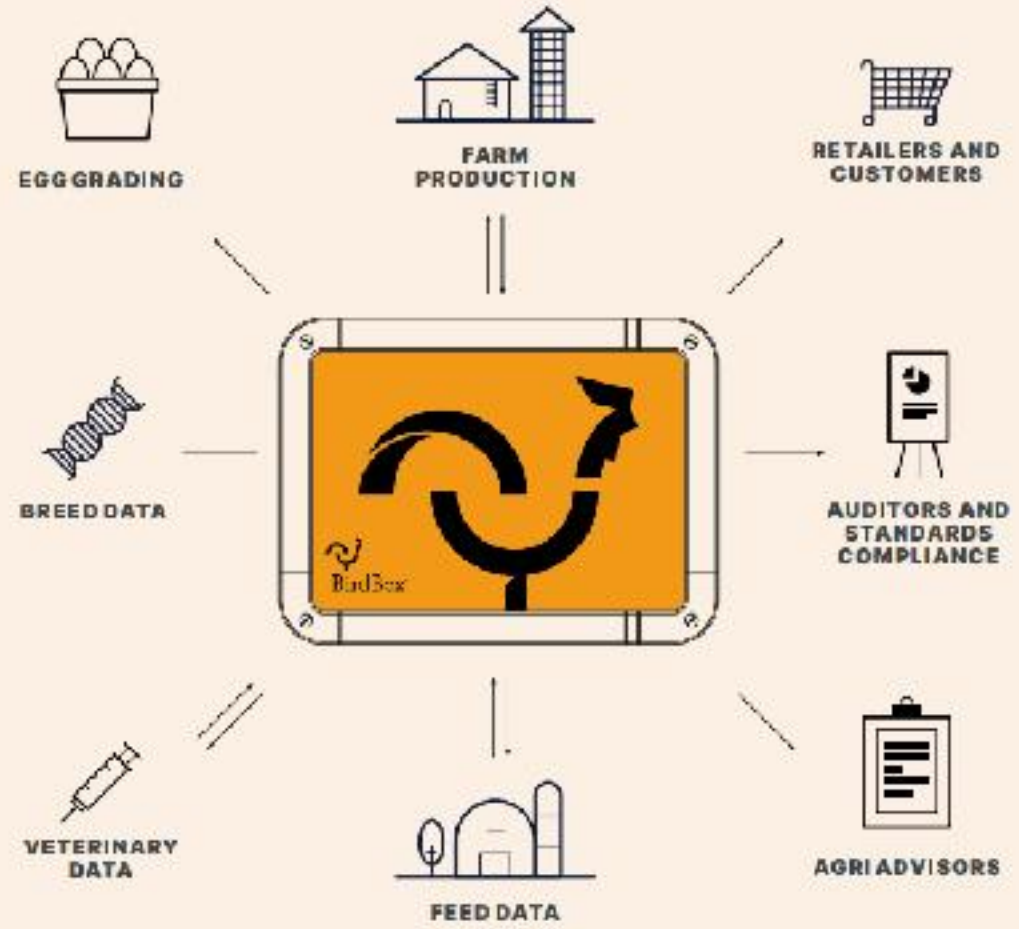 EGG GRADING
FARM
PRODUCTION
RETAILERS AND
CUSTOMERS
BREED DATA
BirdBox
AUDITORS AND
STANDARDS
COMPLIANCE
VETERINARY
DATA
FEED DATA
AGRI ADVISORS